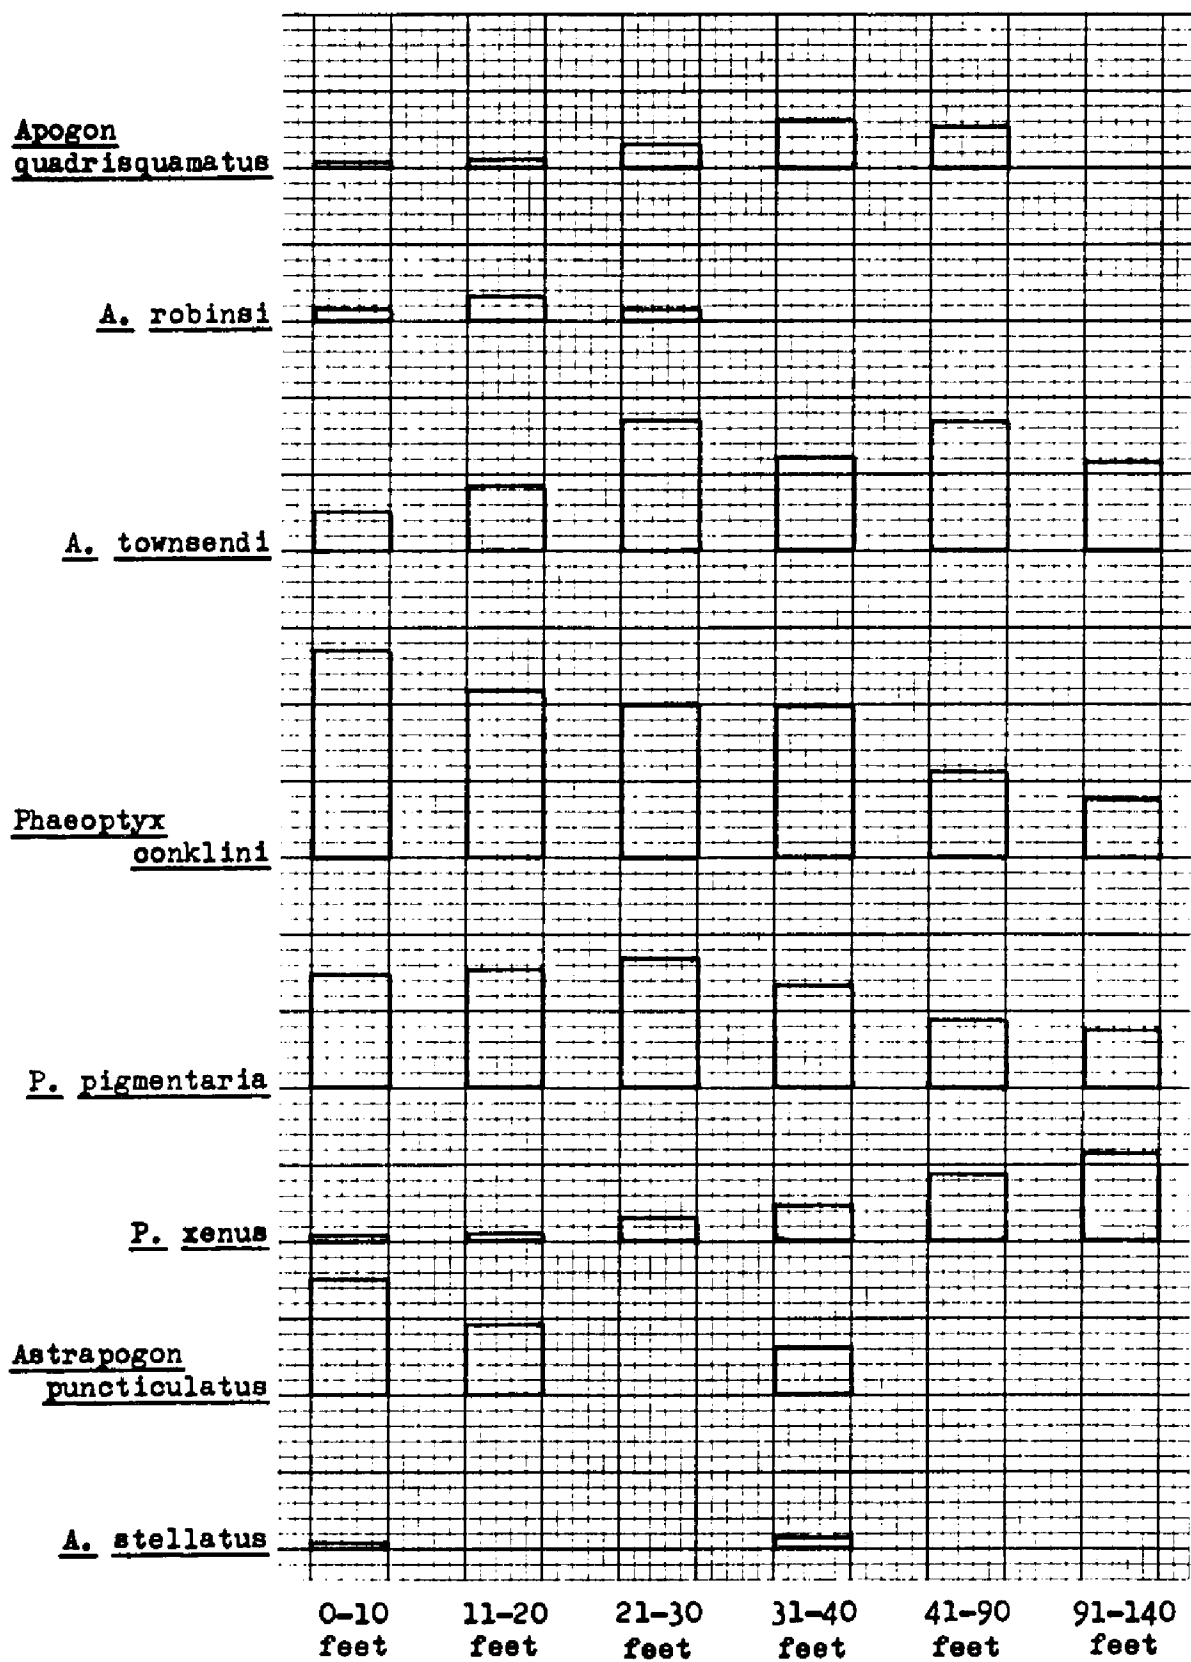 Apogon
quadrisquamatus
A. robinsi
A. townsendi
Phaeoptyx
conklini
P. pigmentaria
P. xenus
Astrapogon
puncticulatus
A. stellatus
0-10 11-20 21-30 31-40 41-90 91-140
feet feet feet feet feet feet